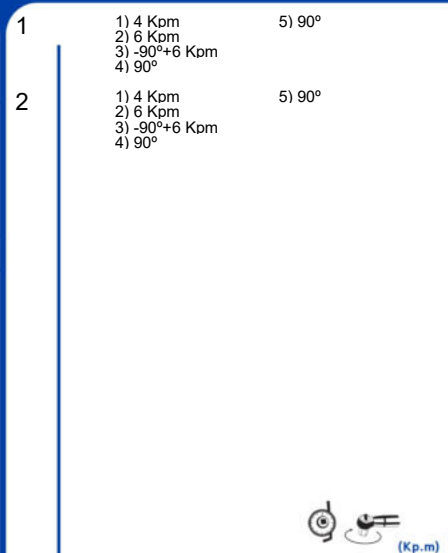 1
1) 4 Kpm
2) 6 Kpm
3) -90º+6 Kpm
4) 90º
5) 90º
2
1) 4 Kpm
2) 6 Kpm
3) -90º+6 Kpm
4) 90º
5) 90º
(Kp.m)